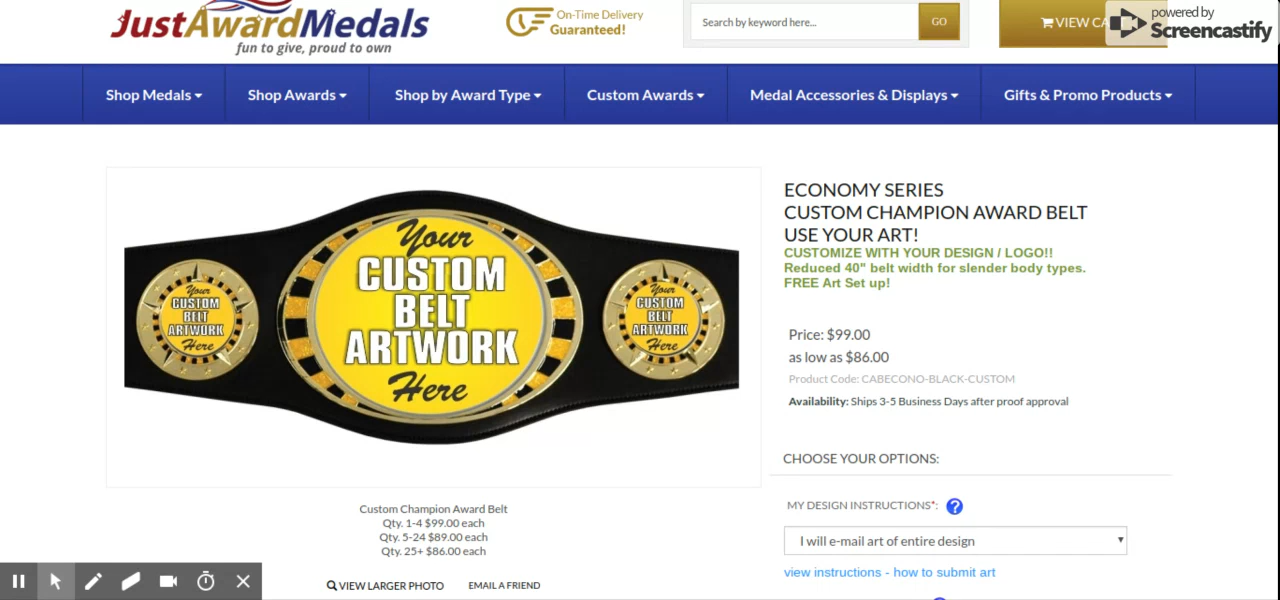 JustAwardMedals
fun to give, proud to own
On-Time Delivery
Guaranteed!
Search by keyword here...
GO
VIEW CA
powered by
Screencastify
Shop Medals
Shop Awards
Shop by Award Type
Custom Awards
Medal Accessories & Displays
Gifts & Promo Products
Your
CUSTOM
BELT
ARTWORK
Here
Your
CUSTOM
BELT
ARTWORK
Here
Your
CUSTOM
BELT
ARTWORK
Here
ECONOMY SERIES
CUSTOM CHAMPION AWARD BELT
USE YOUR ART!
CUSTOMIZE WITH YOUR DESIGN / LOGO!!
Reduced 40" belt width for slender body types.
FREE Art Set up!
Price: $99.00
as low as $86.00
Product Code: CABECONO-BLACK-CUSTOM
Availability: Ships 3-5 Business Days after proof approval
CHOOSE YOUR OPTIONS:
MY DESIGN INSTRUCTIONS*: ?
I will e-mail art of entire design
view instructions - how to submit art
Custom Champion Award Belt
Qty. 1-4 $99.00 each
Qty. 5-24 $89.00 each
Qty. 25+ $86.00 each
VIEW LARGER PHOTO
EMAIL A FRIEND